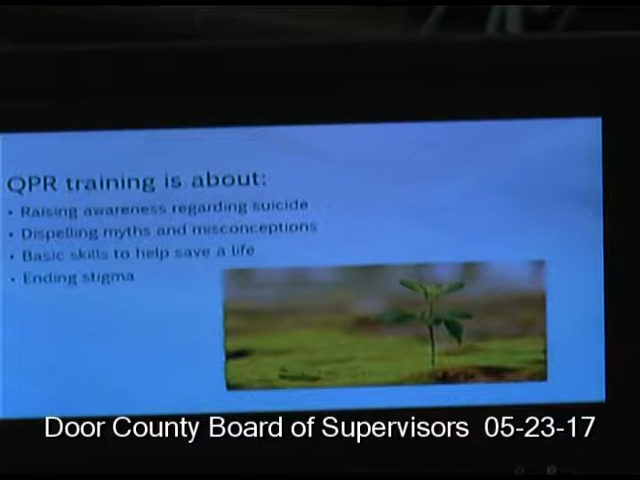 QPR training is about:
• Raising awareness regarding suicide
• Dispelling myths and misconceptions
• Basic skills to help save a life
• Ending stigma
Door County Board of Supervisors 05-23-17